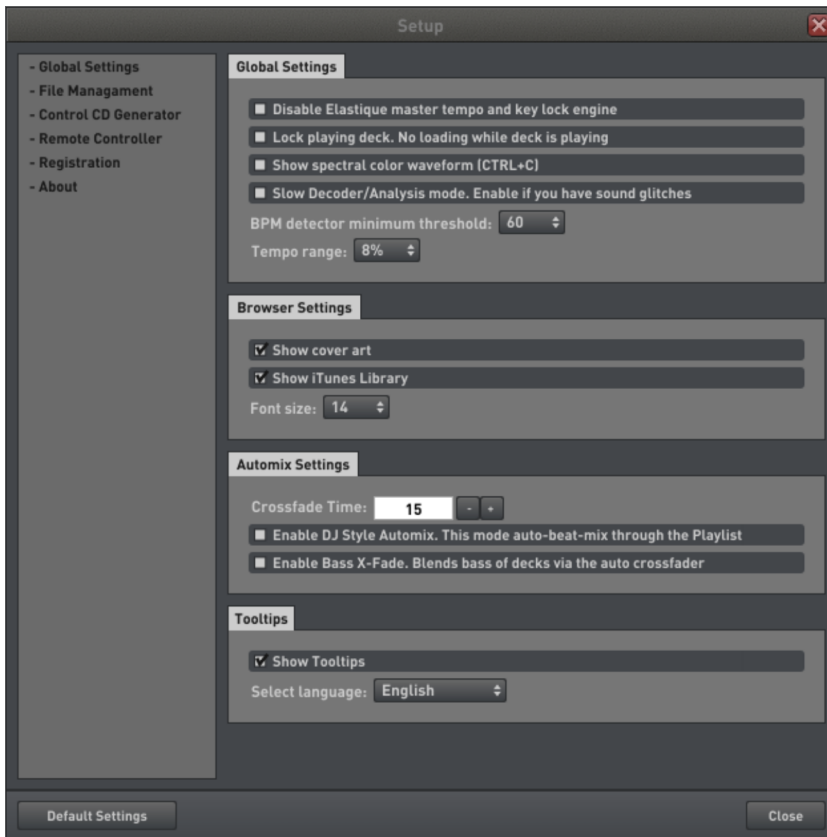 Setup
- Global Settings
- File Managament
- Control CD Generator
- Remote Controller
- Registration
- About
Global Settings
Disable Elastique master tempo and key lock engine
Lock playing deck. No loading while deck is playing
Show spectral color waveform (CTRL+C)
Slow Decoder/Analysis mode. Enable if you have sound glitches
BPM detector minimum threshold: 60
Tempo range: 8%
Browser Settings
Show cover art
Show iTunes Library
Font size: 14
Automix Settings
Crossfade Time: 15 - +
Enable DJ Style Automix. This mode auto-beat-mix through the Playlist
Enable Bass X-Fade. Blends bass of decks via the auto crossfader
Tooltips
Show Tooltips
Select language: English
Default Settings
Close